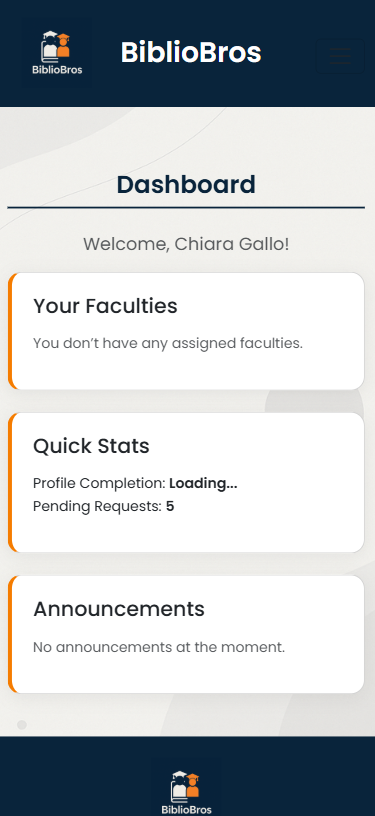 BiblioBros
BiblioBros
Dashboard
Welcome, Chiara Gallo!
Your Faculties
You don’t have any assigned faculties.
Quick Stats
Profile Completion: Loading...
Pending Requests: 5
Announcements
No announcements at the moment.
BiblioBros